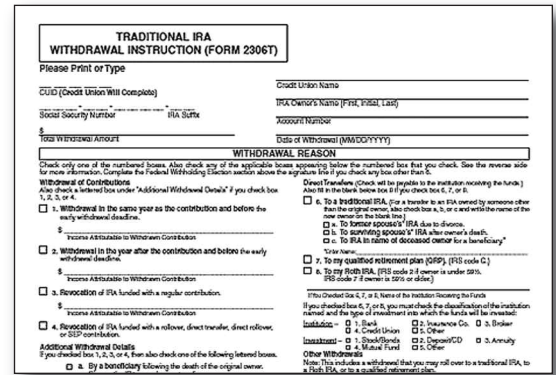 TRADITIONAL IRA
WITHDRAWAL INSTRUCTION (FORM 2306T)
Please Print or Type
CUID (Credit Union Will Complete)
Social Security Number IRA Suffix
$
Total Withdrawal Amount
Credit Union Name
IRA Owner's Name (First, Initial, Last)
Account Number
Date of Withdrawal (MM/DD/YYYY)
WITHDRAWAL REASON
Check only one of the numbered boxes. Also check any of the applicable boxes appearing below the numbered box that you check. See the reverse side
for more information. Complete the Federal Withholding Election section above the signature line if you check any box other than 6.
Withdrawal of Contributions
Also check a lettered box under "Additional Withdrawal Details" if you check box
1, 2, 3, or 4.
1. Withdrawal in the same year as the contribution and before the
early withdrawal deadline.
$
Income Attributable to Withdrawn Contribution
2. Withdrawal in the year after the contribution and before the early
withdrawal deadline.
$
Income Attributable to Withdrawn Contribution
3. Revocation of IRA funded with a regular contribution.
$
Income Attributable to Withdrawn Contribution
4. Revocation of IRA funded with a rollover, direct transfer, direct rollover,
or SEP contribution.
Additional Withdrawal Details
If you checked box 1, 2, 3, or 4, then also check one of the following lettered boxes.
a. By a beneficiary following the death of the original owner.
Direct Transfers (Check will be payable to the institution receiving the funds.)
Also fill in the blank below box 8 if you check box 6, 7, or 8.
6. To a traditional IRA. (For a transfer to an IRA owned by someone other
than the original owner, also check box a, b, or c and write the name of the
new owner on the blank line.)
a. To former spouse's* IRA due to divorce.
b. To surviving spouse's* IRA after owner's death.
c. To IRA in name of deceased owner for a beneficiary.*
*Enter Name:
7. To my qualified retirement plan (QRP). (IRS code G.)
8. To my Roth IRA. (IRS code 2 if owner is under 59½.
IRS code 7 if owner is 59½ or older.)
If You Checked Box 6, 7, or 8, Name of the Institution Receiving the Funds
If you checked box 6, 7, or 8, you must check the classification of the institution
named and the type of investment into which the funds will be invested:
Institution – 1. Bank 2. Insurance Co. 3. Broker
4. Credit Union 5. Other
Investment – 1. Stock/Bonds 2. Deposit/CD 3. Annuity
4. Mutual Fund 5. Other
Other Withdrawals
Note: This includes a withdrawal that you may roll over to a traditional IRA, to
a Roth IRA, or to a qualified retirement plan.